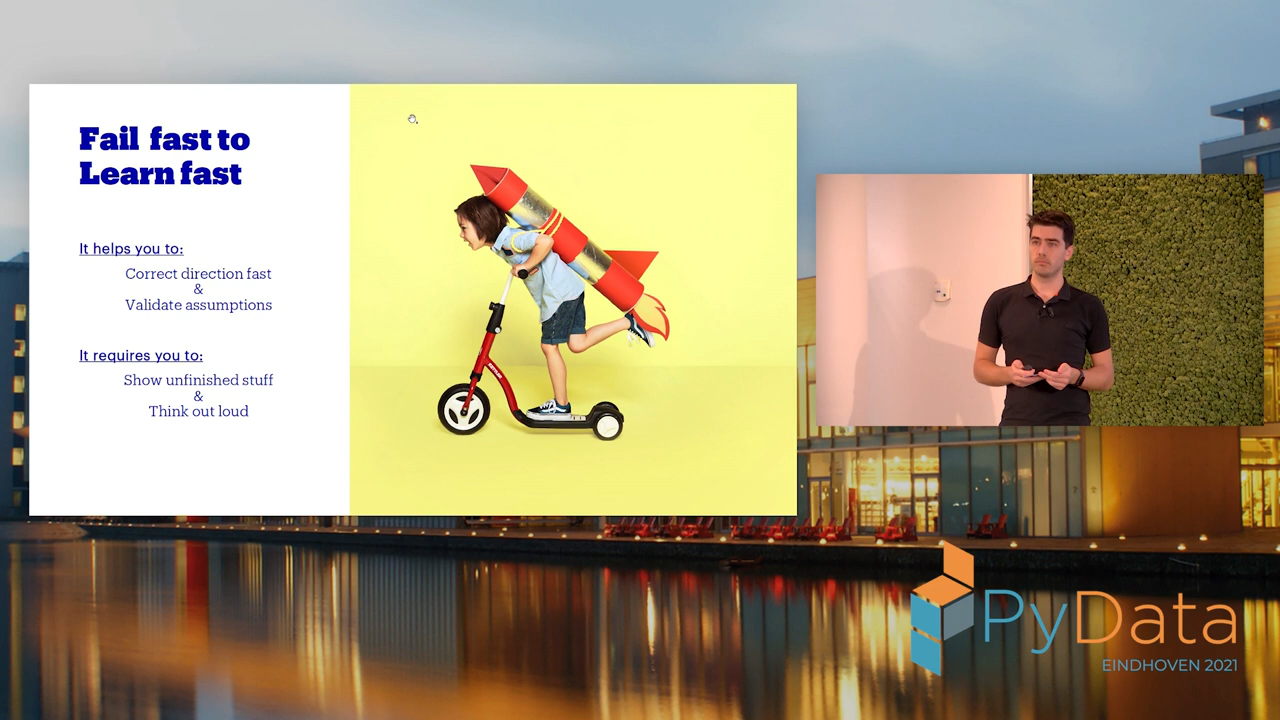 Fail fast to
Learn fast
It helps you to:
Correct direction fast
&
Validate assumptions
It requires you to:
Show unfinished stuff
&
Think out loud
PyData
EINDHOVEN 2021